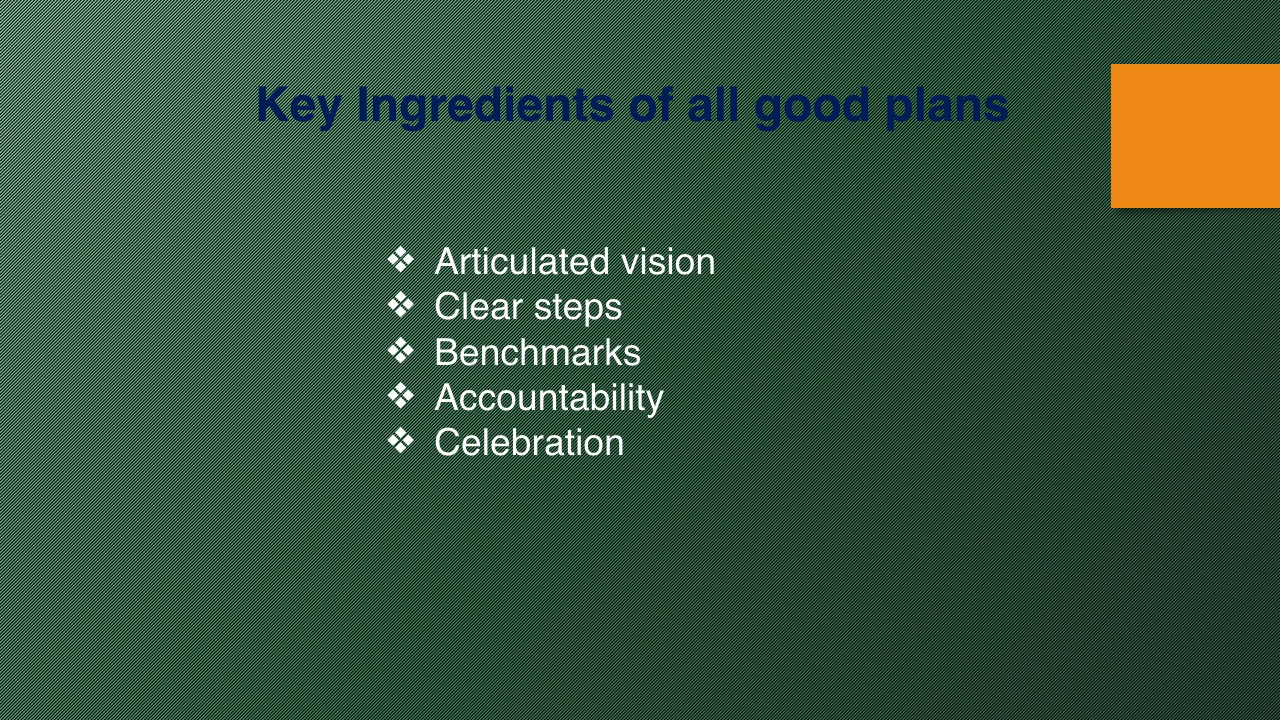 Key Ingredients of all good plans
❖ Articulated vision
❖ Clear steps
❖ Benchmarks
❖ Accountability
❖ Celebration